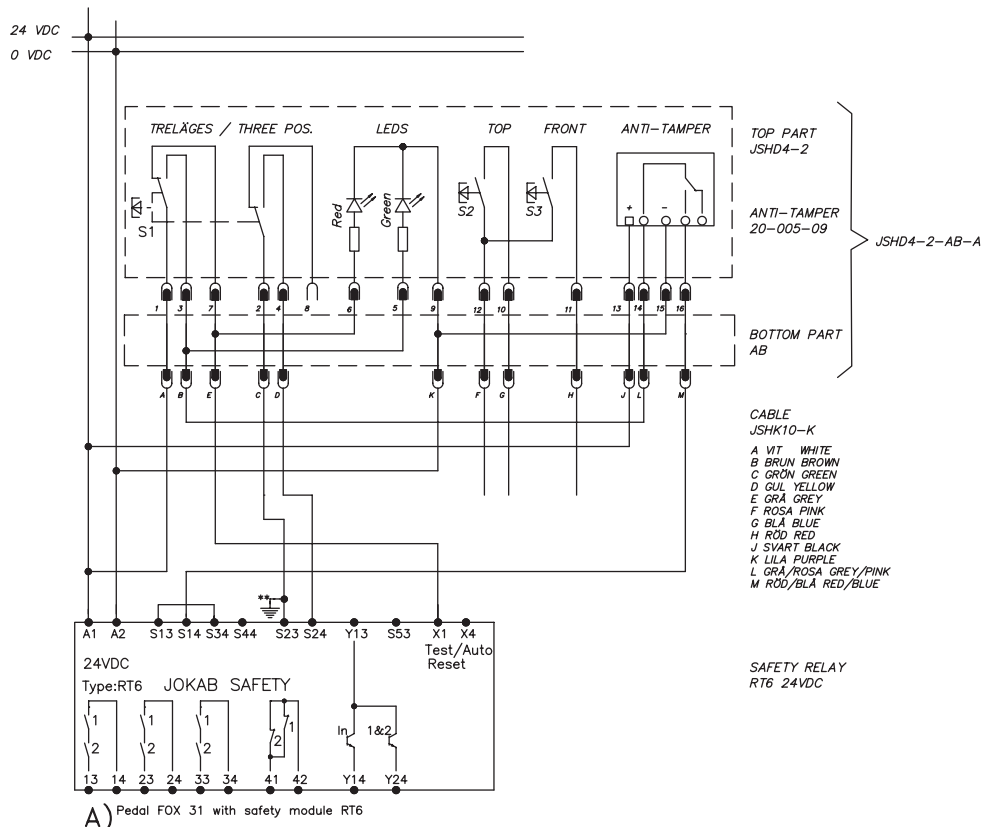 24 VDC
0 VDC
TRELÄGES / THREE POS.
LEDS
TOP
FRONT
ANTI-TAMPER
TOP PART
JSHD4-2
ANTI-TAMPER
20-005-09
JSHD4-2-AB-A
S1
Red
Green
S2
S3
+
-
1 3 7 2 4 8 6 5 9 12 10 11 13 14 15 16
BOTTOM PART
AB
A B E C D K F G H J L M
CABLE
JSHK10-K
A VIT WHITE
B BRUN BROWN
C GRÖN GREEN
D GUL YELLOW
E GRÅ GREY
F ROSA PINK
G BLÅ BLUE
H RÖD RED
J SVART BLACK
K LILA PURPLE
L GRÅ/ROSA GREY/PINK
M RÖD/BLÅ RED/BLUE
**
A1 A2 S13 S14 S34 S44 S23 S24 Y13 S53 X1 X4
Test/Auto
Reset
24VDC
Type:RT6 JOKAB SAFETY
SAFETY RELAY
RT6 24VDC
1 1 1 1
2 2 2 2
In 1&2
13 14 23 24 33 34 41 42 Y14 Y24
A) Pedal FOX 31 with safety module RT6